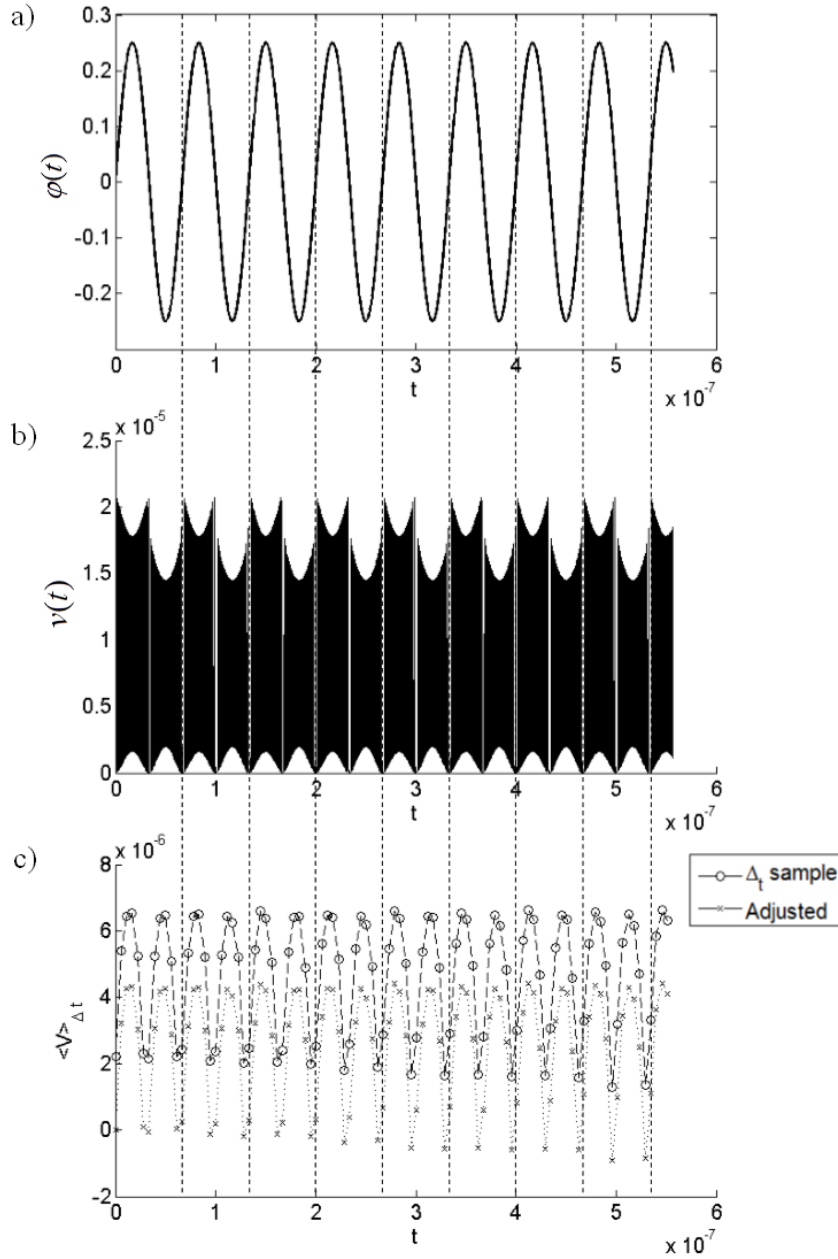 a)
0.3
0.2
0.1
0
-0.1
-0.2
φ(t)
0 1 2 3 4 5 6
t
x 10^-7
b)
x 10^-5
2.5
2
1.5
1
0.5
0
v(t)
0 1 2 3 4 5 6
t
x 10^-7
c)
x 10^-6
8
6
4
2
0
-2
<V>Δt
Δt sample
Adjusted
0 1 2 3 4 5 6
t
x 10^-7